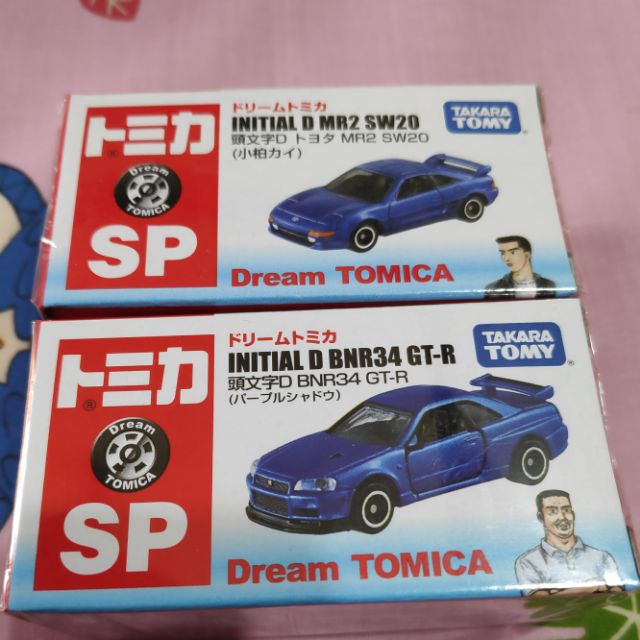 トミカ
®
Dream
TOMICA
SP
ドリームトミカ
INITIAL D MR2 SW20
頭文字D トヨタ MR2 SW20
(小柏カイ)
TAKARA
TOMY
Dream TOMICA
トミカ
®
Dream
TOMICA
SP
ドリームトミカ
INITIAL D BNR34 GT-R
頭文字D BNR34 GT-R
(パープルシャドウ)
TAKARA
TOMY
Dream TOMICA